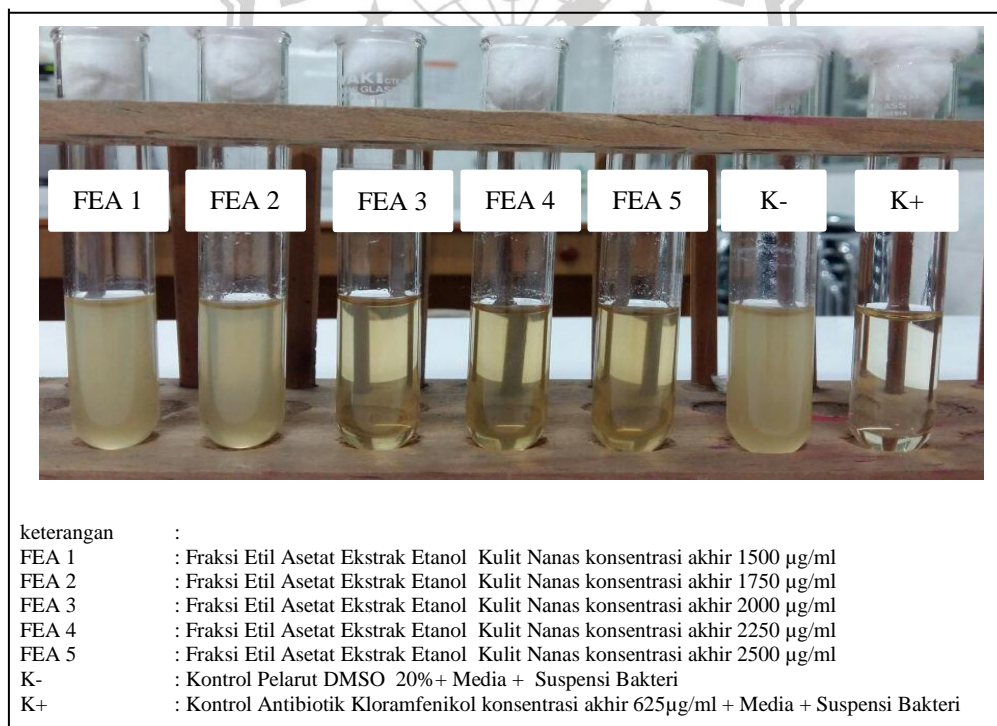 FEA 1 FEA 2 FEA 3 FEA 4 FEA 5 K- K+
keterangan :
FEA 1 : Fraksi Etil Asetat Ekstrak Etanol Kulit Nanas konsentrasi akhir 1500 µg/ml
FEA 2 : Fraksi Etil Asetat Ekstrak Etanol Kulit Nanas konsentrasi akhir 1750 µg/ml
FEA 3 : Fraksi Etil Asetat Ekstrak Etanol Kulit Nanas konsentrasi akhir 2000 µg/ml
FEA 4 : Fraksi Etil Asetat Ekstrak Etanol Kulit Nanas konsentrasi akhir 2250 µg/ml
FEA 5 : Fraksi Etil Asetat Ekstrak Etanol Kulit Nanas konsentrasi akhir 2500 µg/ml
K- : Kontrol Pelarut DMSO 20%+ Media + Suspensi Bakteri
K+ : Kontrol Antibiotik Kloramfenikol konsentrasi akhir 625µg/ml + Media + Suspensi Bakteri